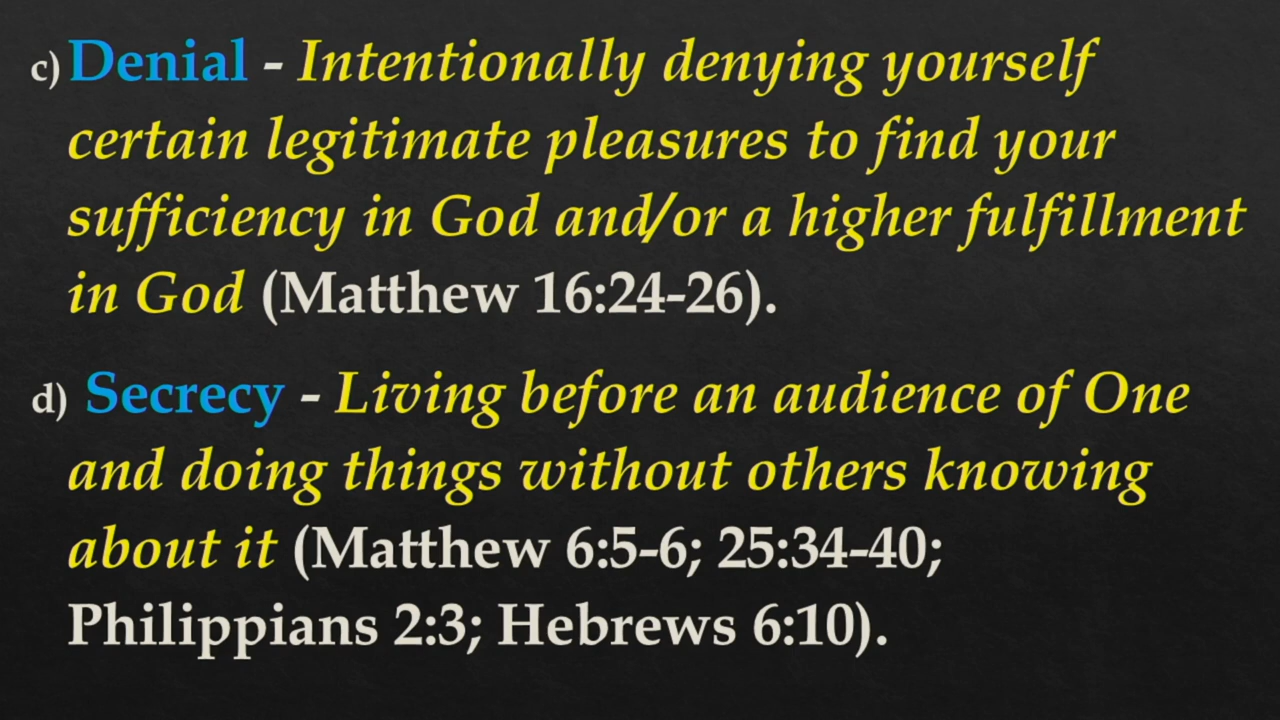 c) Denial - Intentionally denying yourself
certain legitimate pleasures to find your
sufficiency in God and/or a higher fulfillment
in God (Matthew 16:24-26).
d) Secrecy - Living before an audience of One
and doing things without others knowing
about it (Matthew 6:5-6; 25:34-40;
Philippians 2:3; Hebrews 6:10).